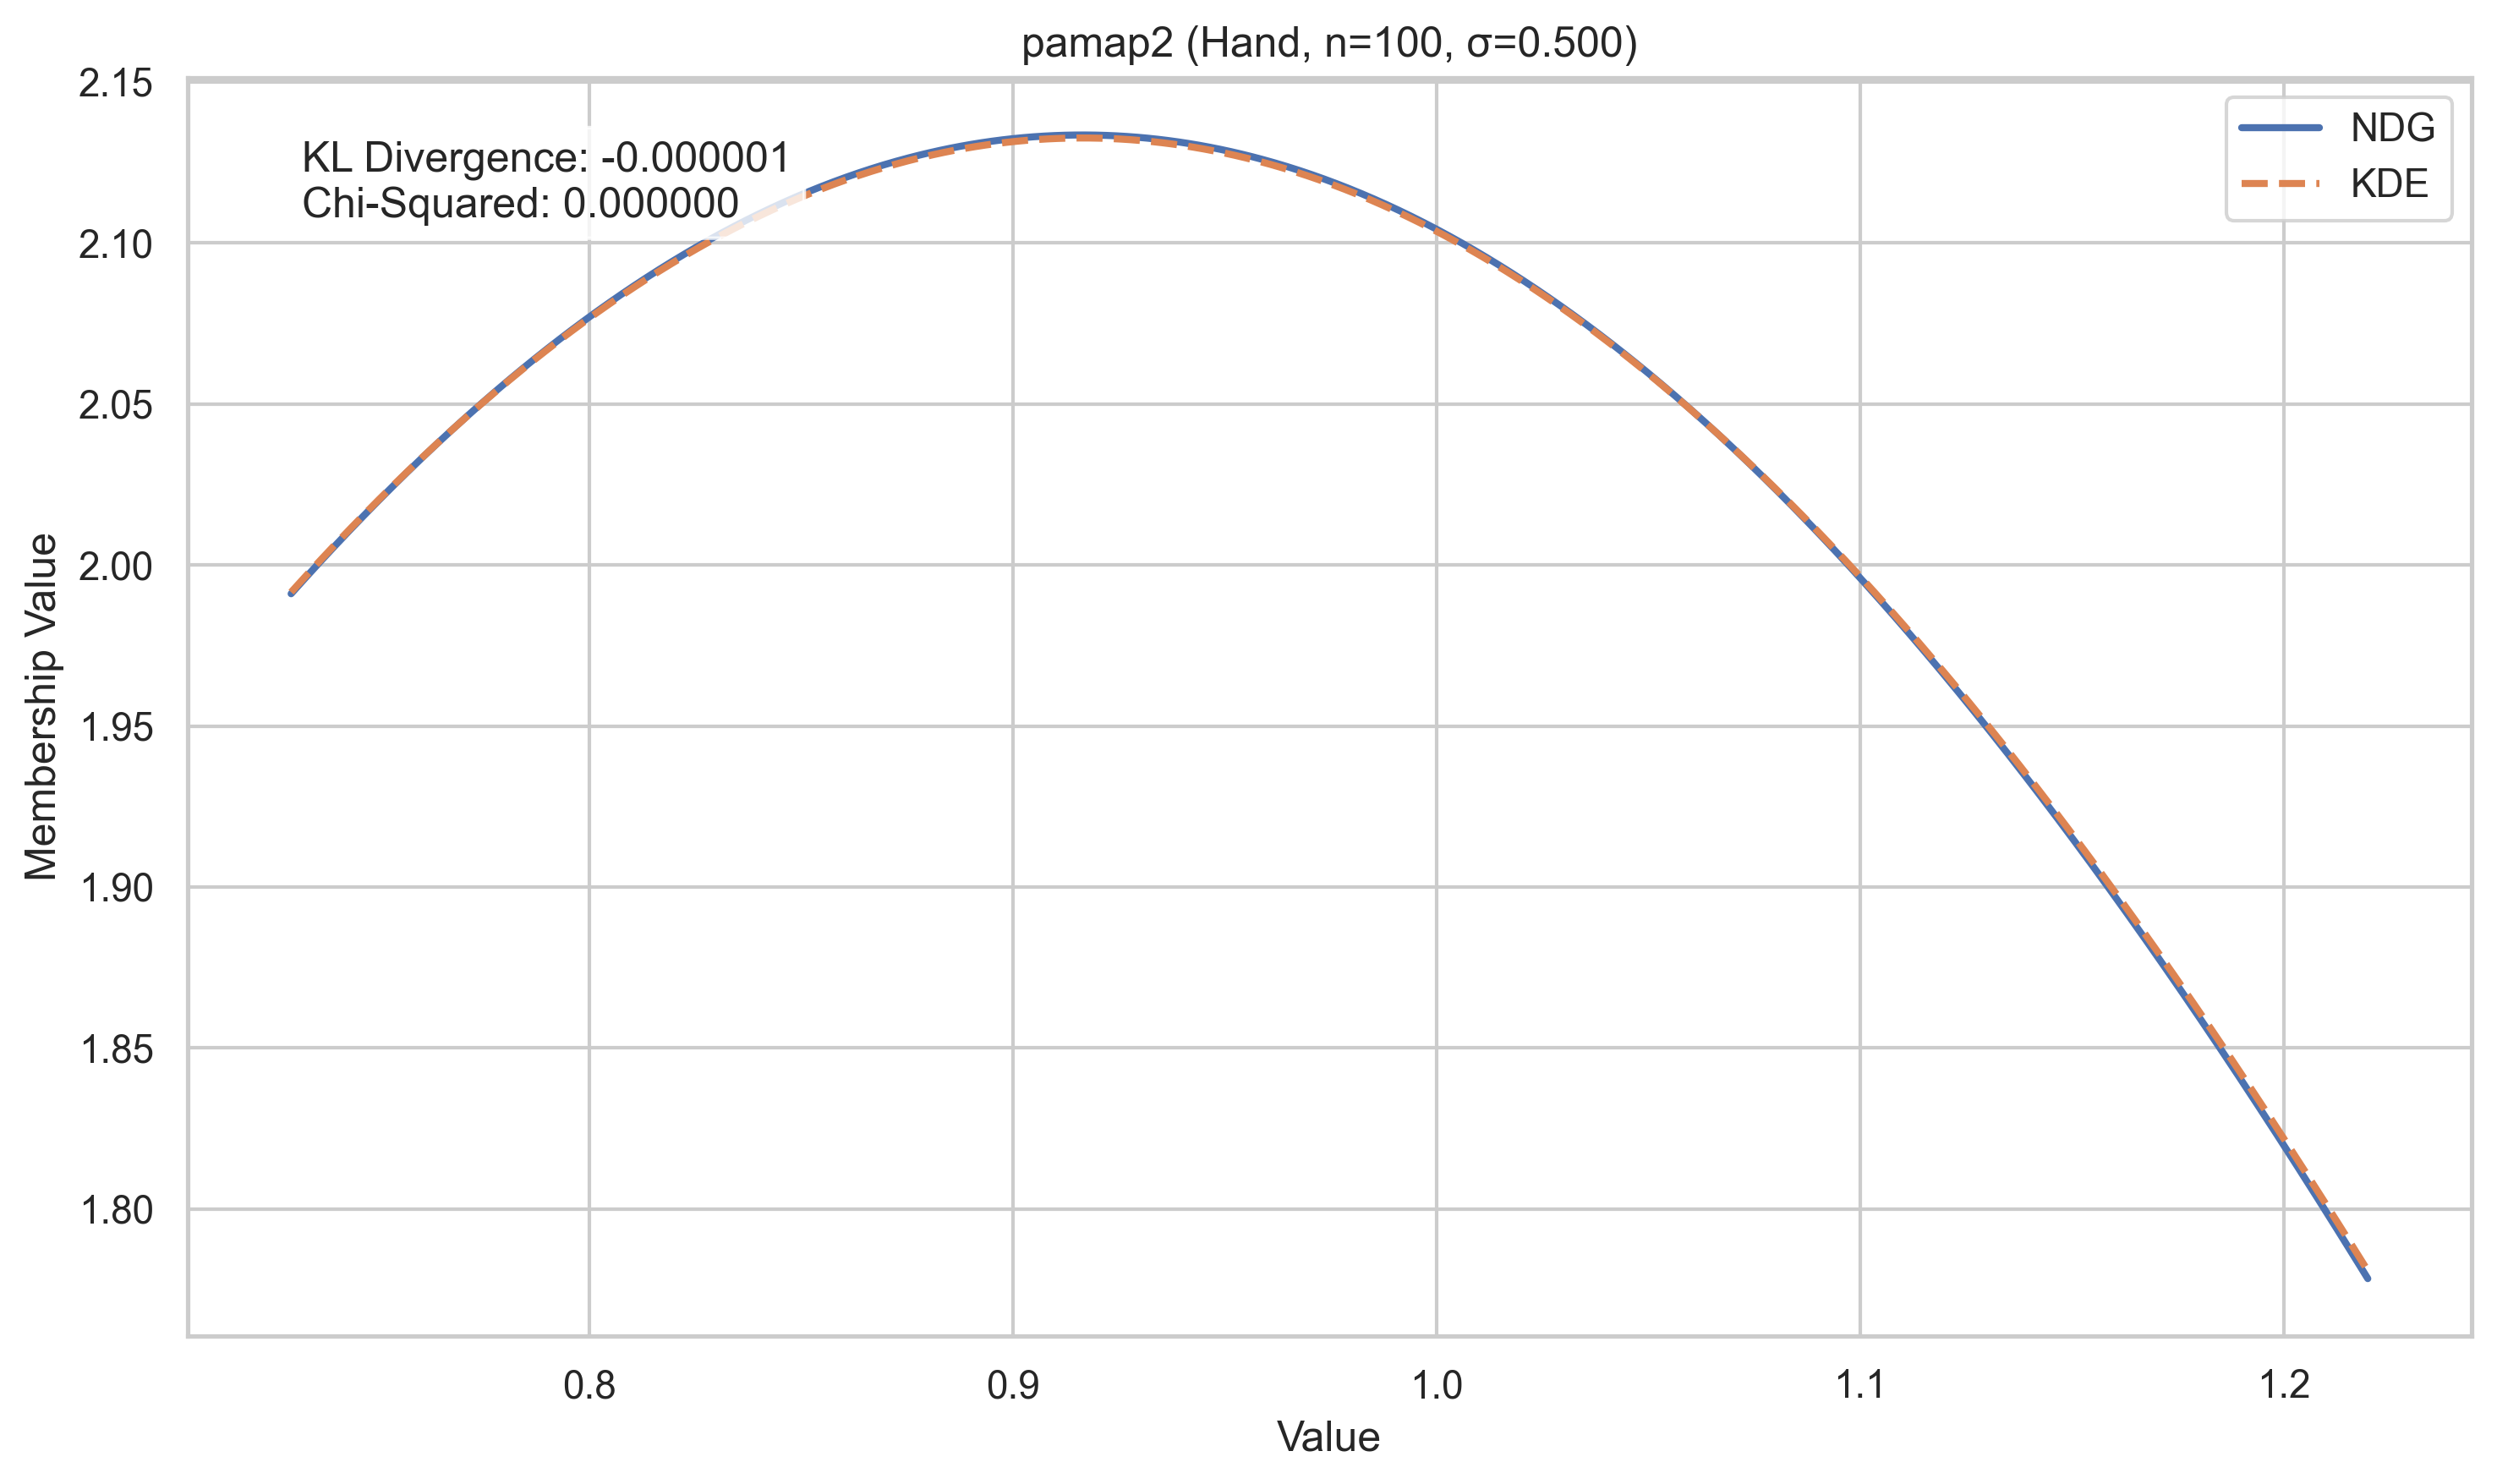 pamap2 (Hand, n=100, σ=0.500)
2.15
2.10
2.05
2.00
1.95
1.90
1.85
1.80
Membership Value
KL Divergence: -0.000001
Chi-Squared: 0.000000
NDG
KDE
0.8
0.9
1.0
1.1
1.2
Value